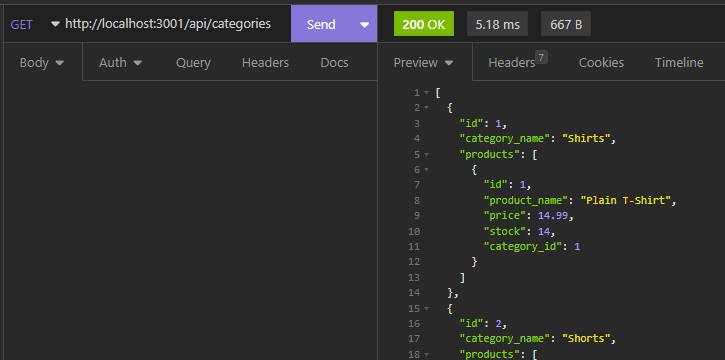 GET http://localhost:3001/api/categories Send 200 OK 5.18 ms 667 B
Body Auth Query Headers Docs Preview Headers 7 Cookies Timeline
1 [
2 {
3 "id": 1,
4 "category_name": "Shirts",
5 "products": [
6 {
7 "id": 1,
8 "product_name": "Plain T-Shirt",
9 "price": 14.99,
10 "stock": 14,
11 "category_id": 1
12 }
13 ]
14 },
15 {
16 "id": 2,
17 "category_name": "Shorts",
18 "products": [